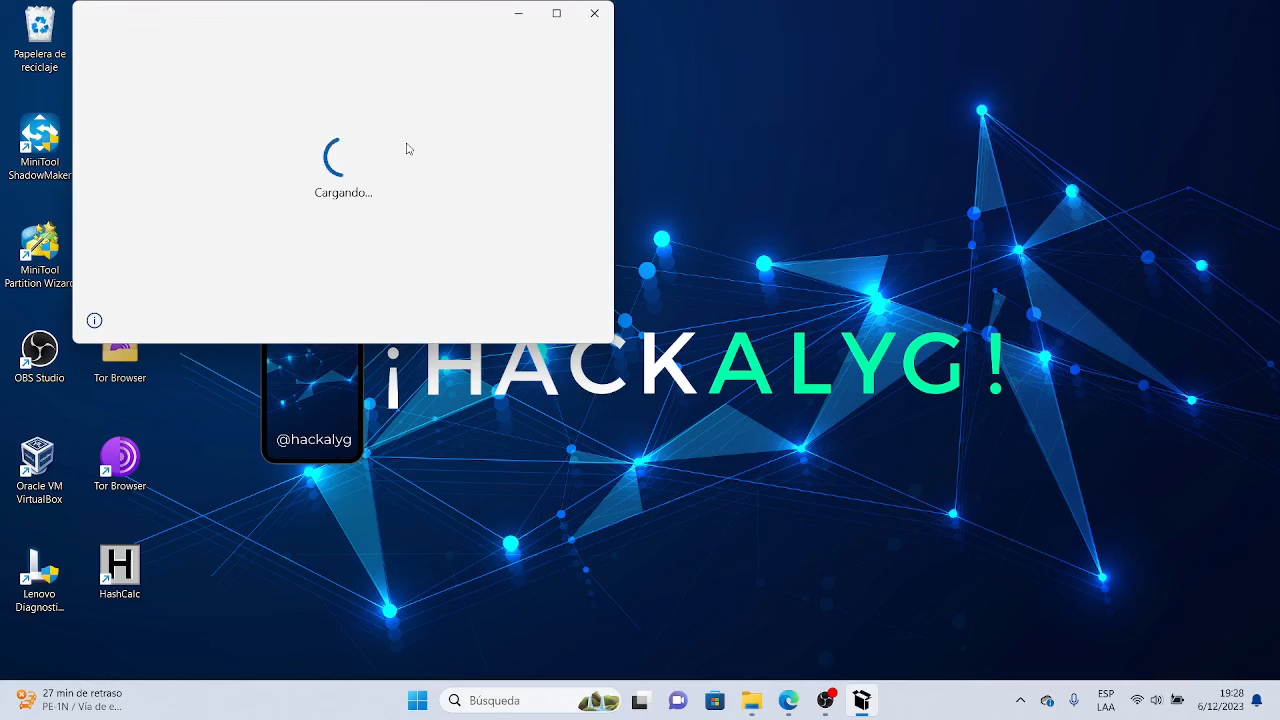 Papelera de
reciclaje
MiniTool
ShadowMaker
MiniTool
Partition Wizard
OBS Studio
Tor Browser
Oracle VM
VirtualBox
Tor Browser
Lenovo
Diagnosti...
HashCalc
Cargando...
¡HACKALYG!
@hackalyg
27 min de retraso
PE-1N / Vía de e...
Búsqueda
ESP
LAA
19:28
6/12/2023